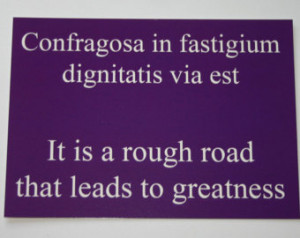 Confragosa in fastigium
dignitatis via est
It is a rough road
that leads to greatness